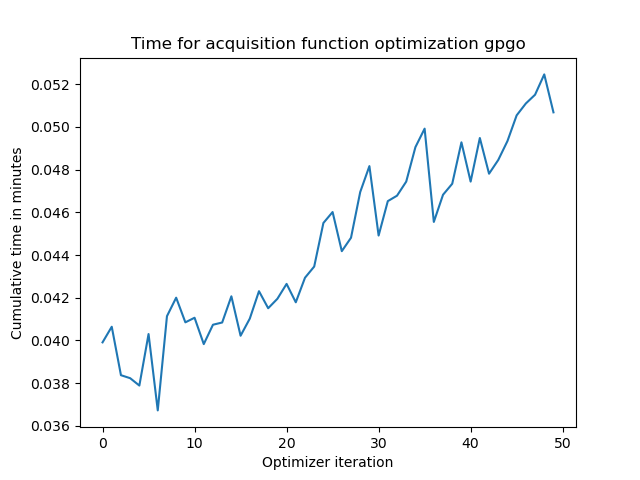 Time for acquisition function optimization gpgo
0.052
0.050
0.048
0.046
0.044
0.042
0.040
0.038
0.036
Cumulative time in minutes
0 10 20 30 40 50
Optimizer iteration